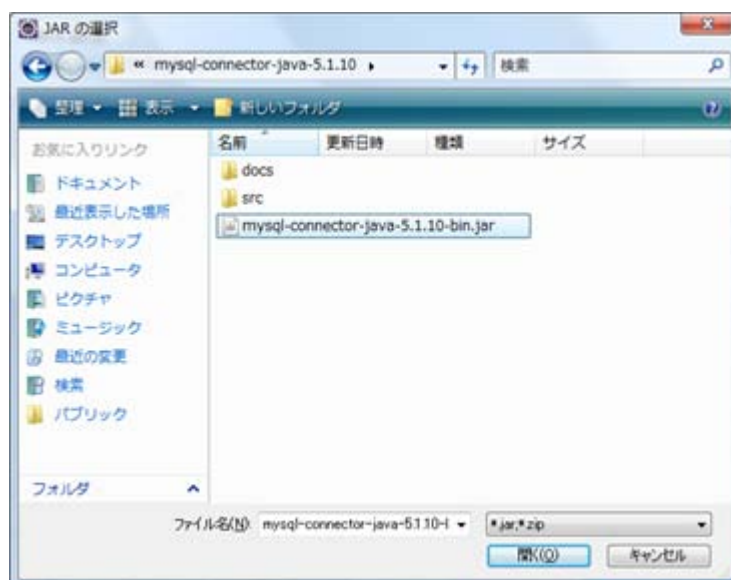 JAR の選択
« mysql-connector-java-5.1.10
検索
整理 表示 新しいフォルダ
お気に入りリンク
ドキュメント
最近表示した場所
デスクトップ
コンピュータ
ピクチャ
ミュージック
最近の変更
検索
パブリック
フォルダ
名前 更新日時 種類 サイズ
docs
src
mysql-connector-java-5.1.10-bin.jar
ファイル名(N): mysql-connector-java-5.1.10-t
*.jar;*.zip
開く(O) キャンセル